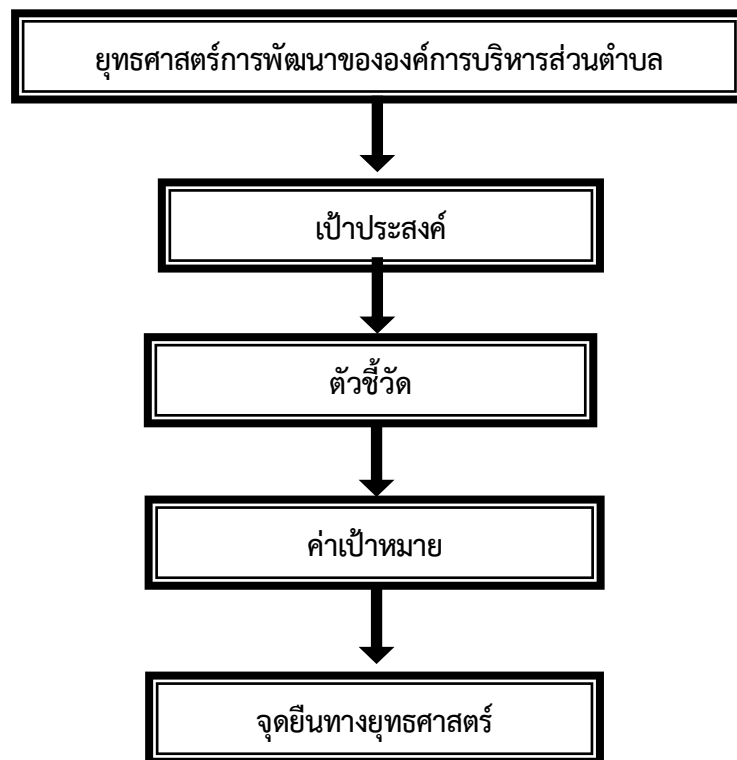 ยุทธศาสตร์การพัฒนาขององค์การบริหารส่วนตำบล
เป้าประสงค์
ตัวชี้วัด
ค่าเป้าหมาย
จุดยืนทางยุทธศาสตร์